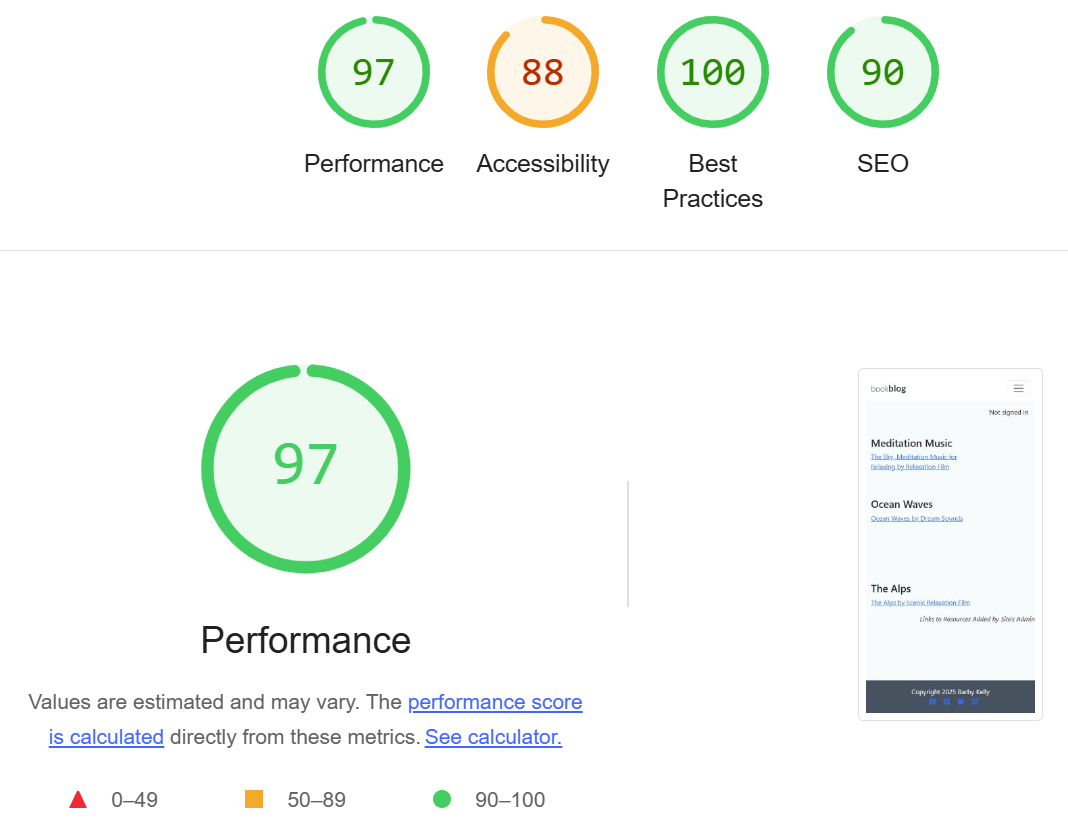 97
88
100
90
Performance
Accessibility
Best
Practices
SEO
97
Performance
Values are estimated and may vary. The performance score
is calculated directly from these metrics. See calculator.
0–49
50–89
90–100
bookblog
Not signed in
Meditation Music
The Sky, Meditation Music for
Relaxing by Relaxation Film
Ocean Waves
Ocean Waves by Dream Sounds
The Alps
The Alps by Scenic Relaxation Film
Links to Resources Added by Site's Admin
Copyright 2025 Barby Kelly